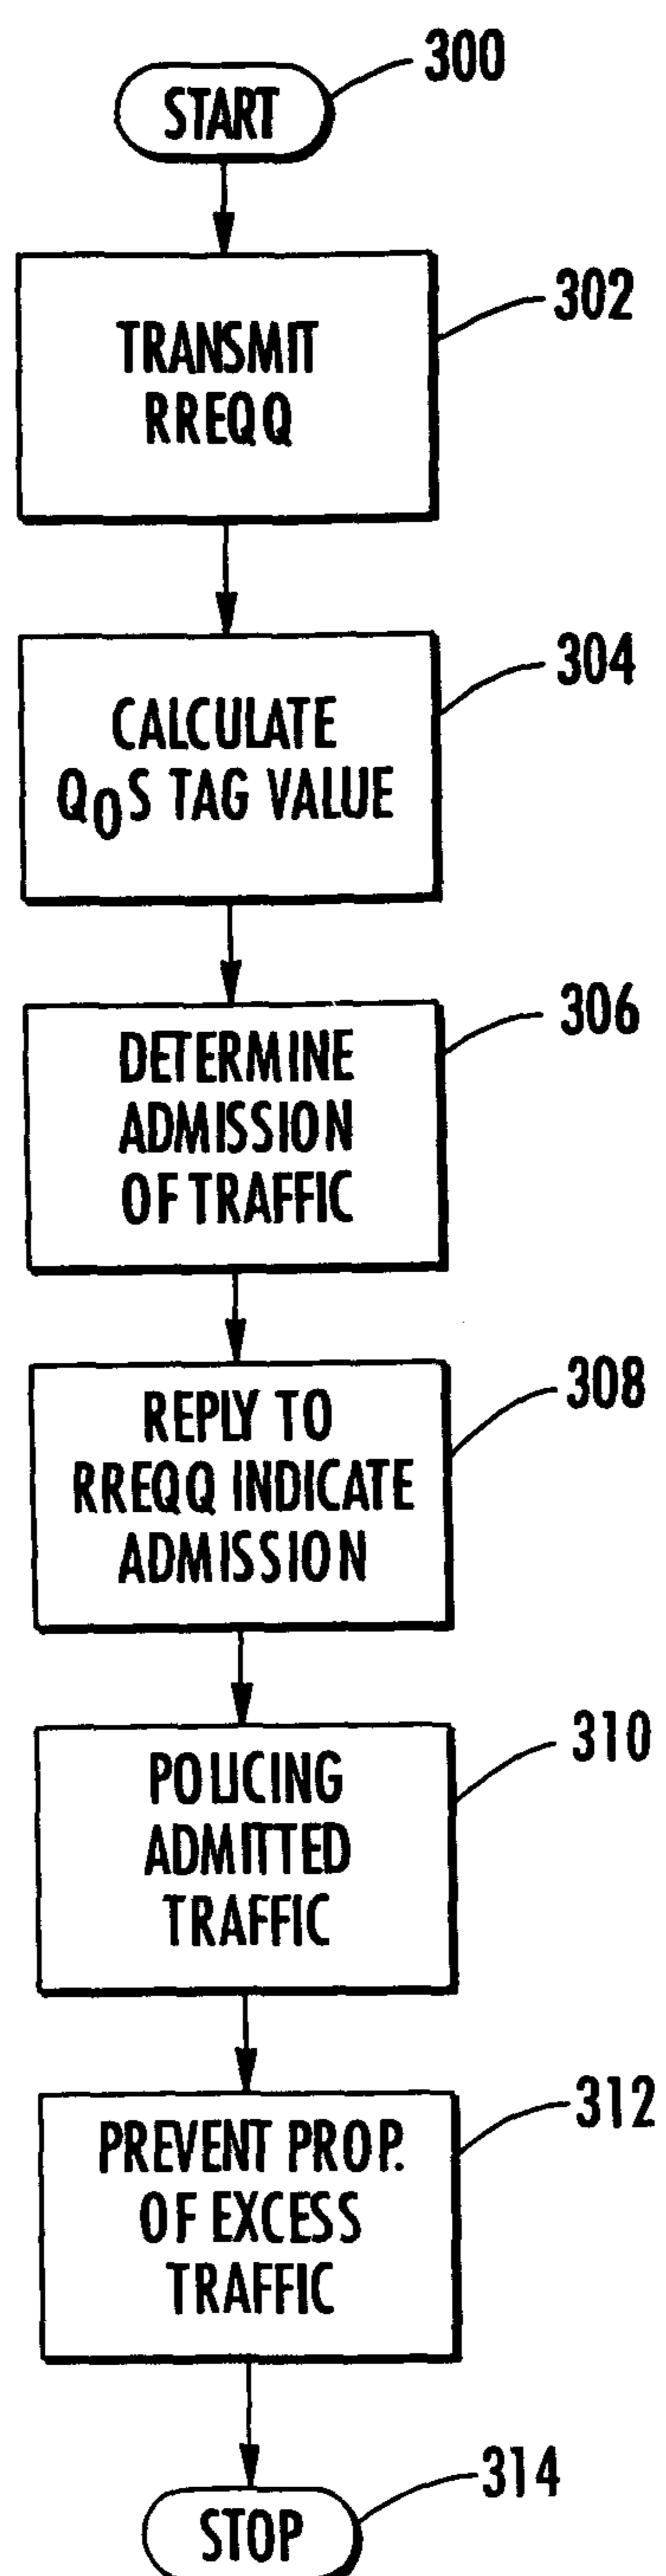 300
START
302
TRANSMIT
RREQQ
304
CALCULATE
QOS TAG VALUE
306
DETERMINE
ADMISSION
OF TRAFFIC
308
REPLY TO
RREQQ INDICATE
ADMISSION
310
POLICING
ADMITTED
TRAFFIC
312
PREVENT PROP.
OF EXCESS
TRAFFIC
314
STOP